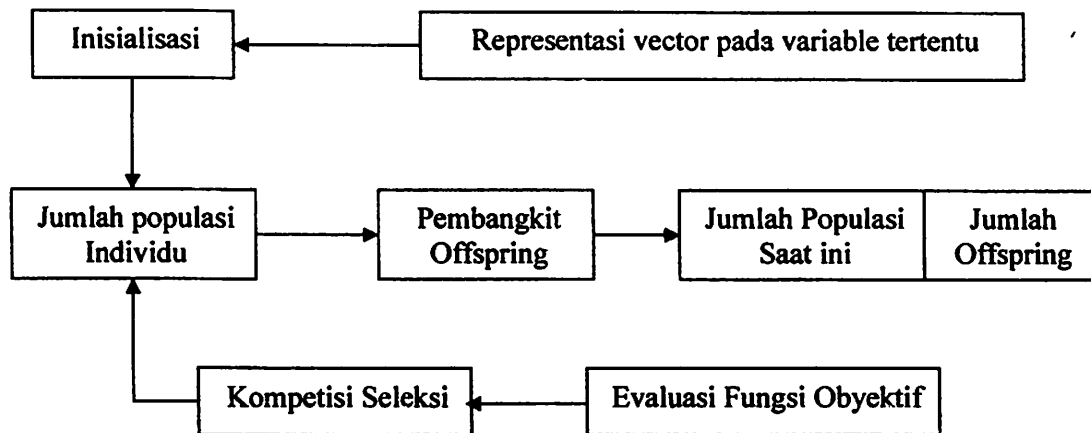 Inisialisasi
Representasi vector pada variable tertentu
Jumlah populasi
Individu
Pembangkit
Offspring
Jumlah Populasi
Saat ini
Jumlah
Offspring
Kompetisi Seleksi
Evaluasi Fungsi Obyektif